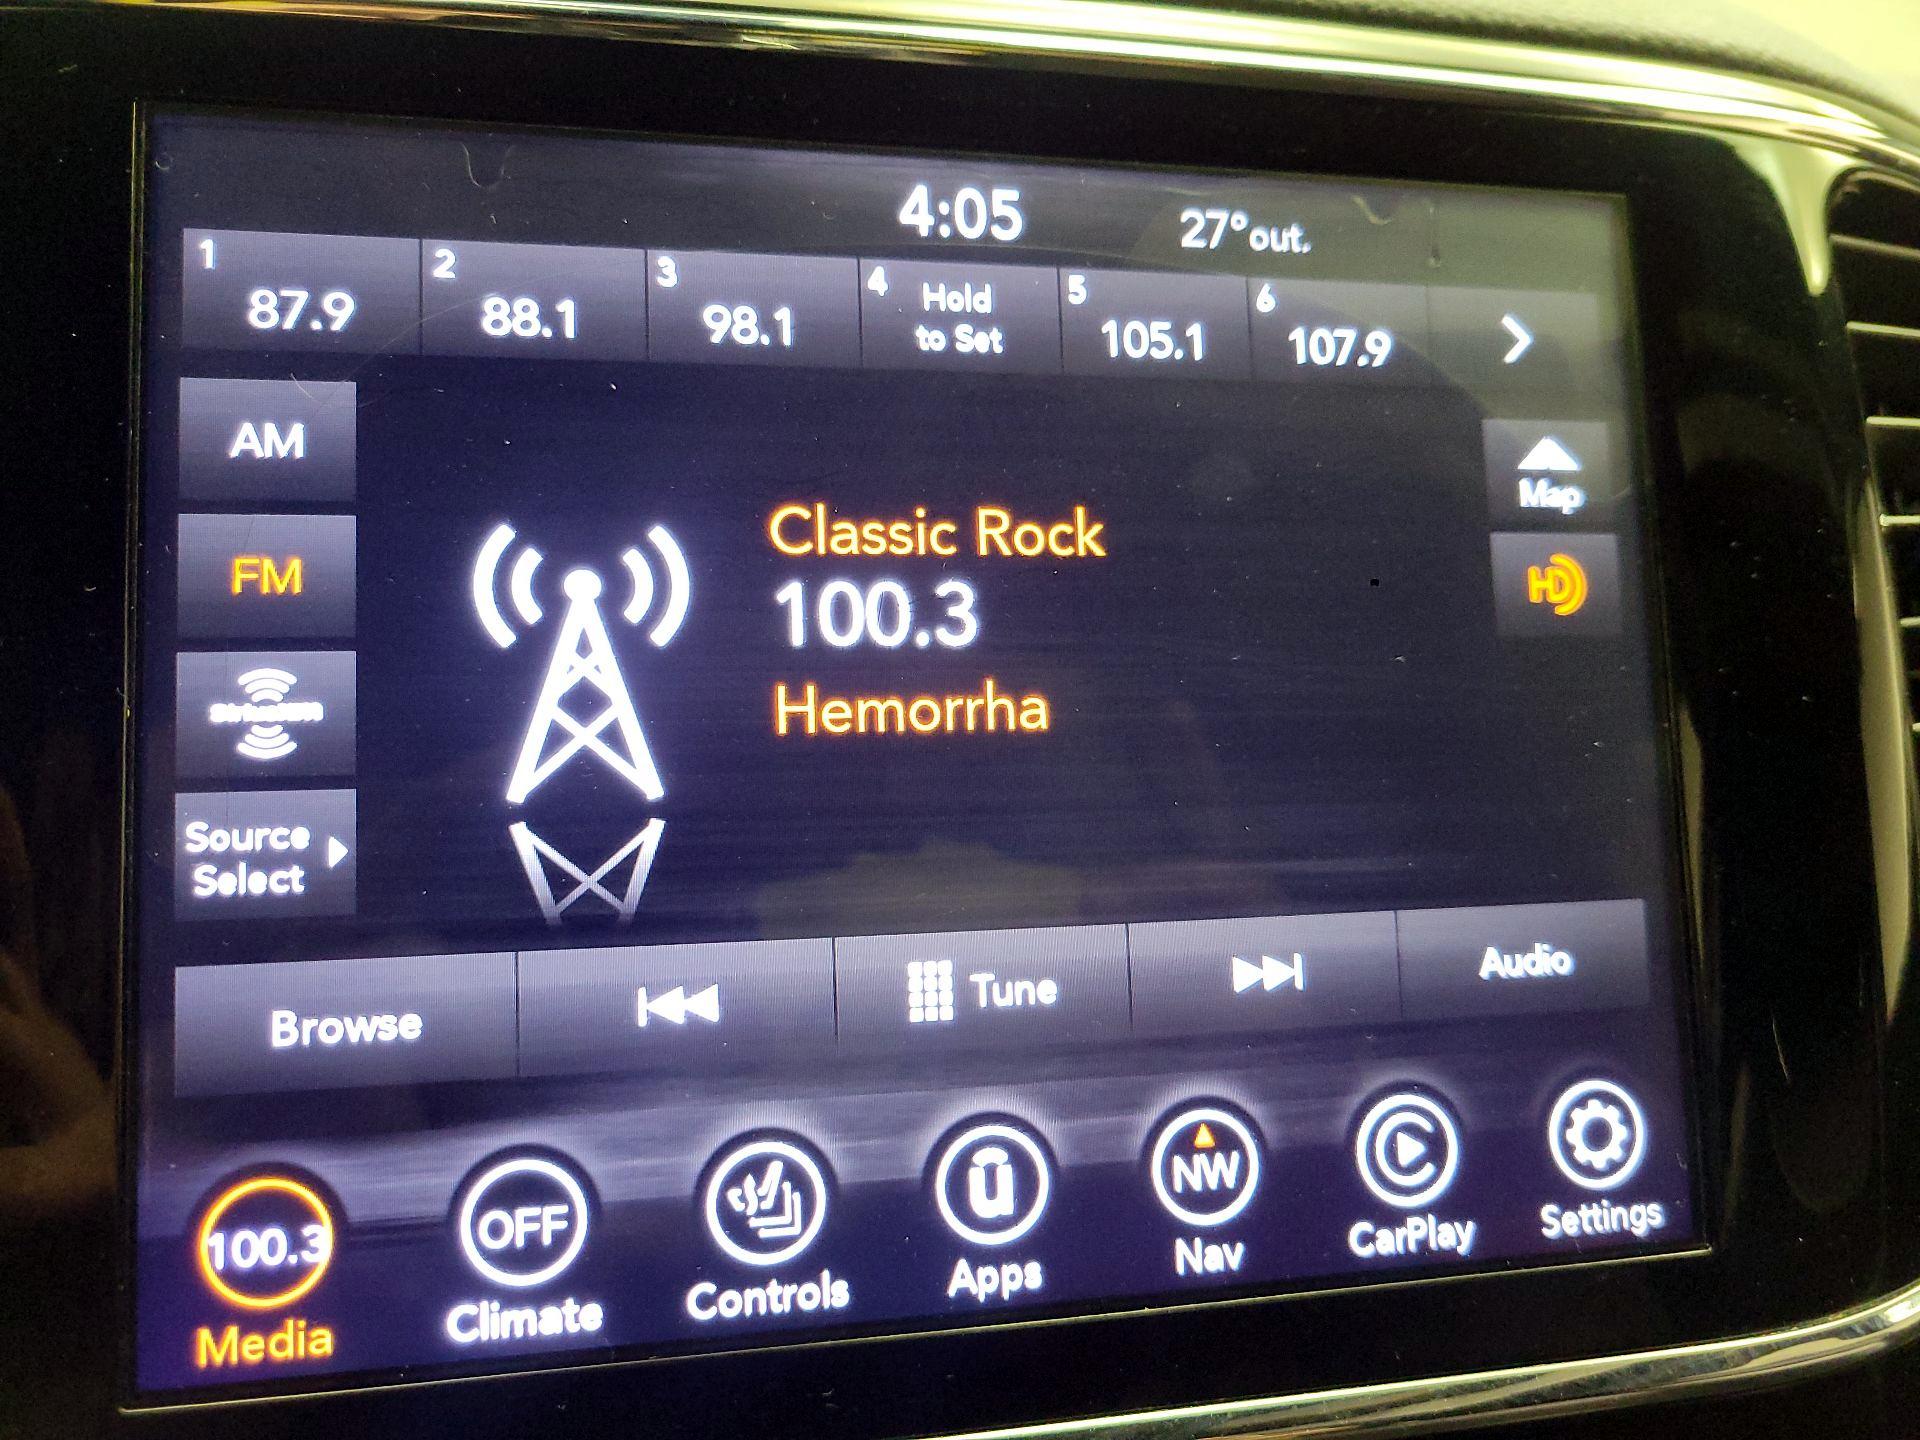 4:05
27°out.
1
87.9
2
88.1
3
98.1
4
Hold
to Set
5
105.1
6
107.9
AM
FM
SiriusXM
Source
Select
Classic Rock
100.3
Hemorrha
Map
HD
Browse
Tune
Audio
100.3
Media
OFF
Climate
Controls
u
Apps
NW
Nav
CarPlay
Settings